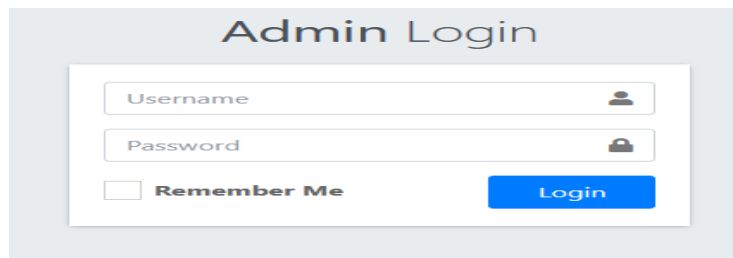 Admin Login
Username
Password
Remember Me
Login